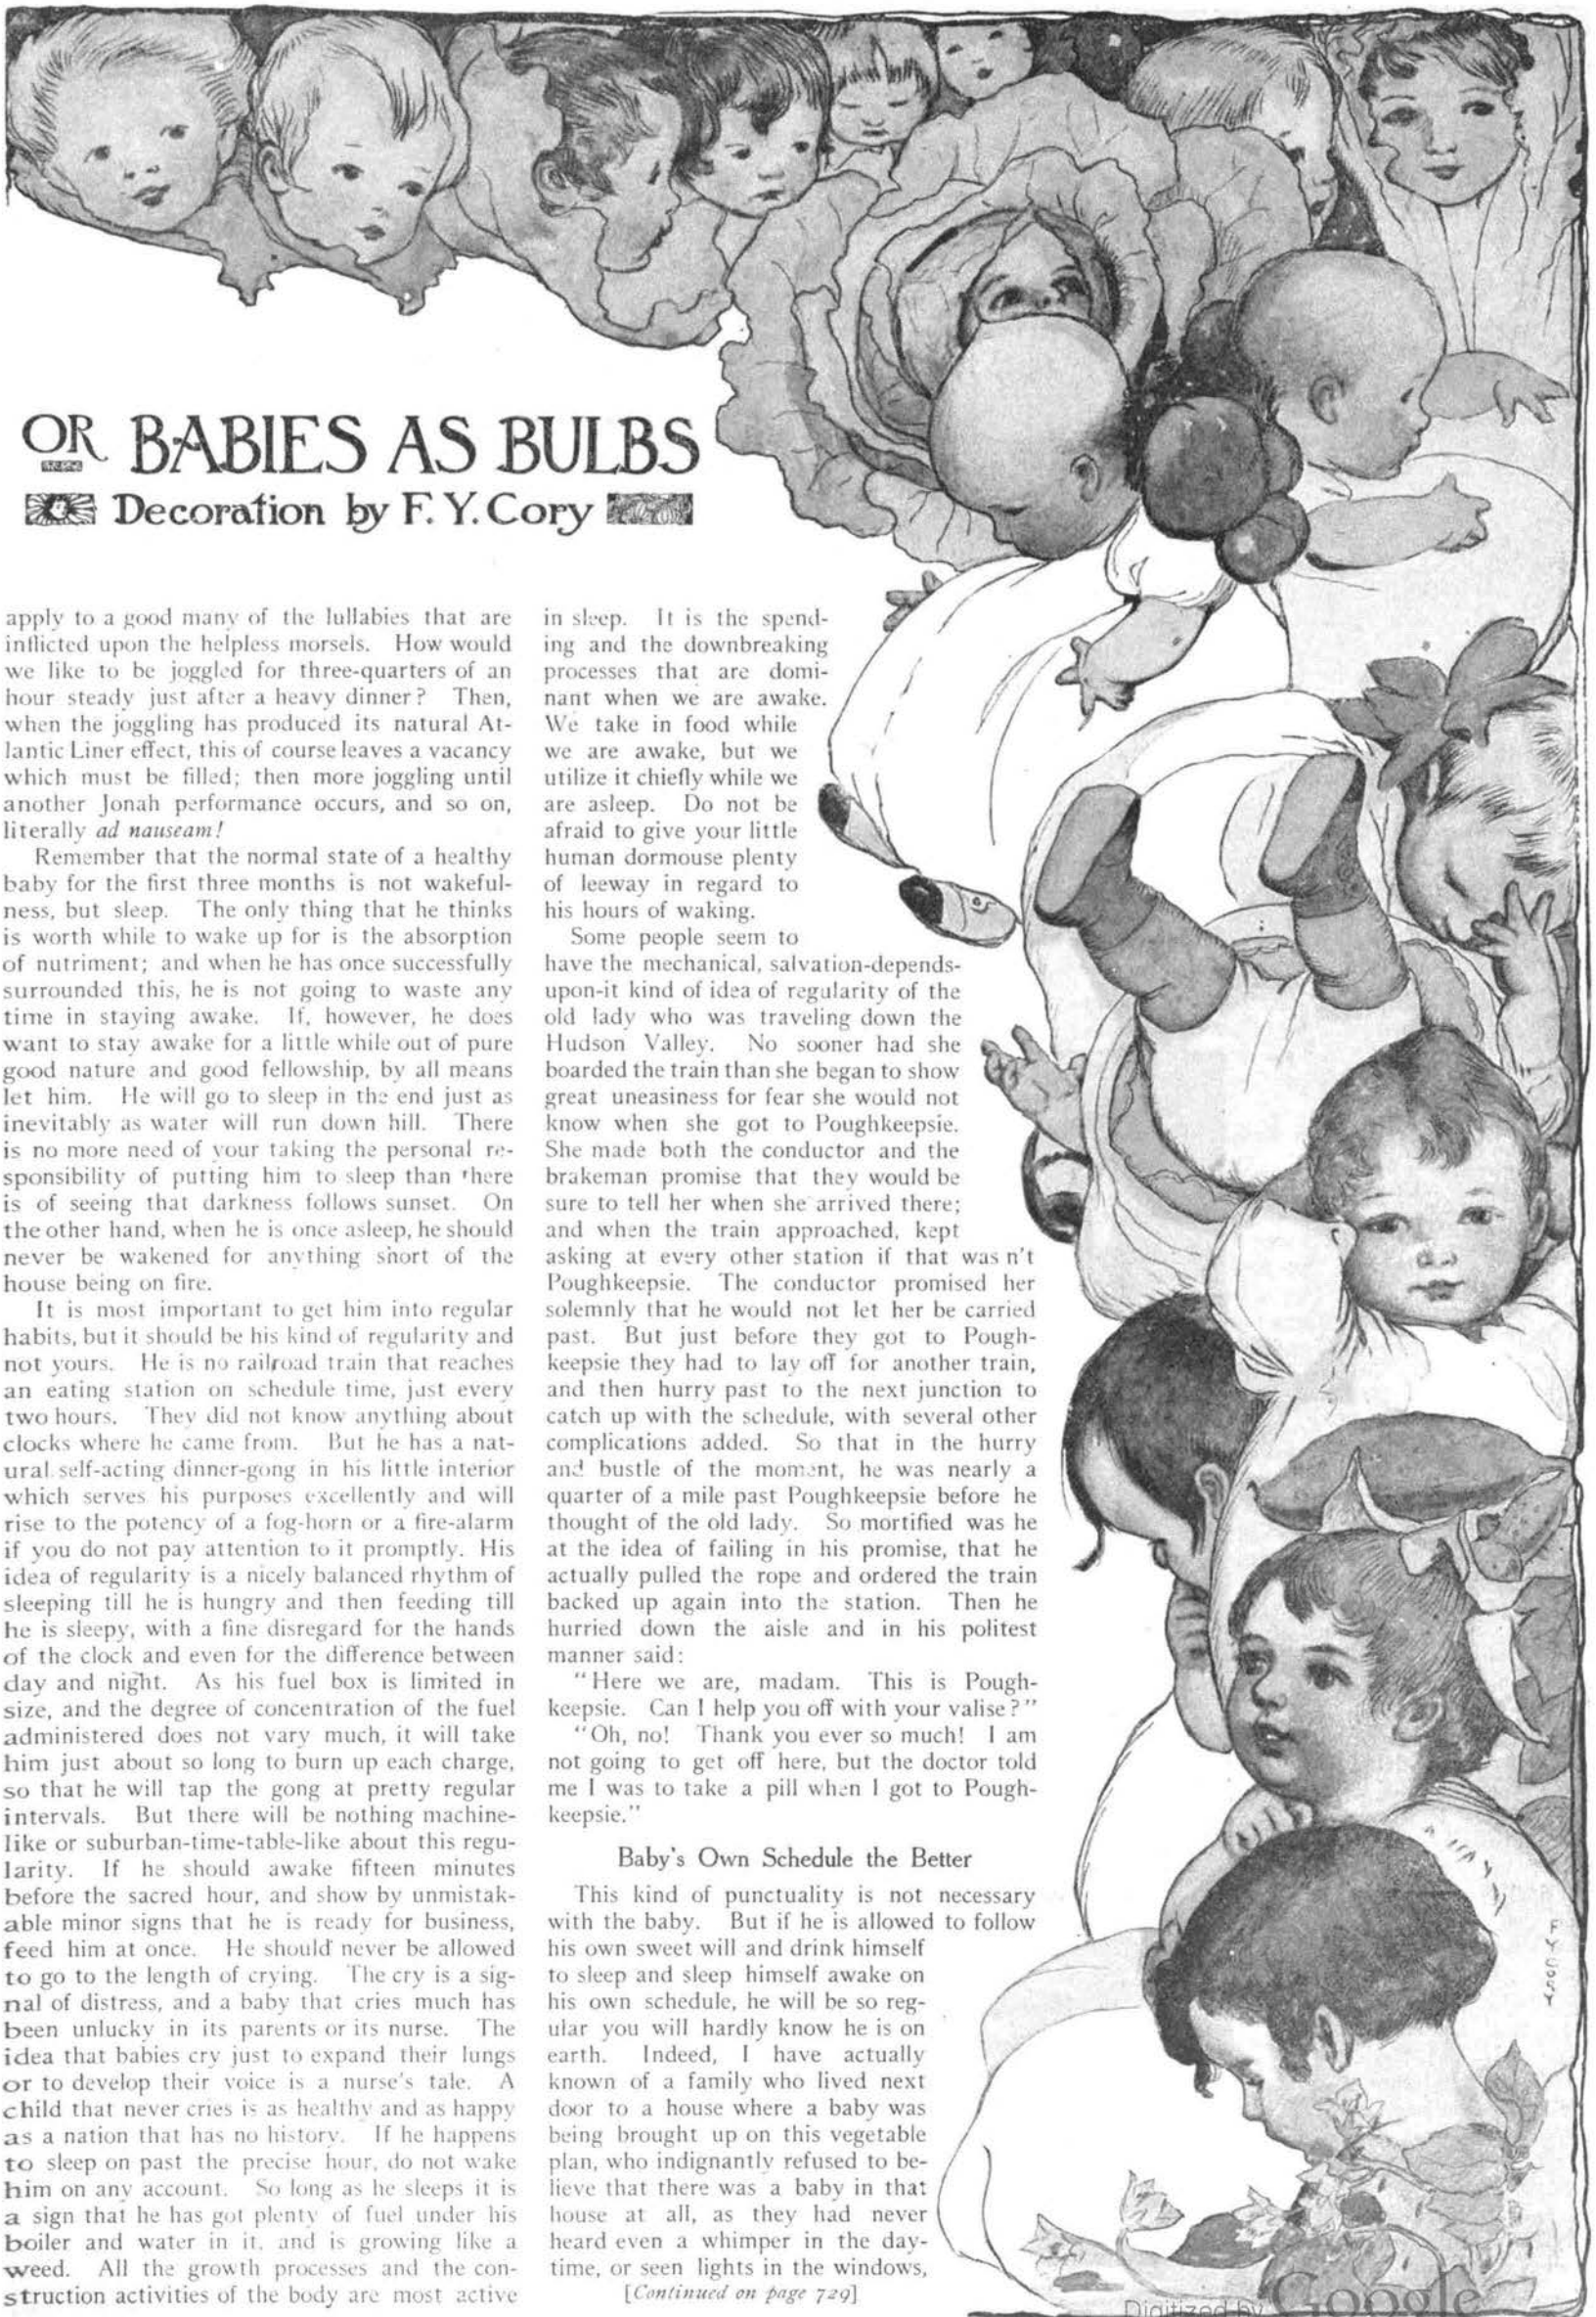 OR BABIES AS BULBS
Decoration by F. Y. Cory
apply to a good many of the lullabies that are
inflicted upon the helpless morsels. How would
we like to be joggled for three-quarters of an
hour steady just after a heavy dinner? Then,
when the joggling has produced its natural At-
lantic Liner effect, this of course leaves a vacancy
which must be filled; then more joggling until
another Jonah performance occurs, and so on,
literally ad nauseam!
Remember that the normal state of a healthy
baby for the first three months is not wakeful-
ness, but sleep. The only thing that he thinks
is worth while to wake up for is the absorption
of nutriment; and when he has once successfully
surrounded this, he is not going to waste any
time in staying awake. If, however, he does
want to stay awake for a little while out of pure
good nature and good fellowship, by all means
let him. He will go to sleep in the end just as
inevitably as water will run down hill. There
is no more need of your taking the personal re-
sponsibility of putting him to sleep than there
is of seeing that darkness follows sunset. On
the other hand, when he is once asleep, he should
never be wakened for anything short of the
house being on fire.
It is most important to get him into regular
habits, but it should be his kind of regularity and
not yours. He is no railroad train that reaches
an eating station on schedule time, just every
two hours. They did not know anything about
clocks where he came from. But he has a nat-
ural self-acting dinner-gong in his little interior
which serves his purposes excellently and will
rise to the potency of a fog-horn or a fire-alarm
if you do not pay attention to it promptly. His
idea of regularity is a nicely balanced rhythm of
sleeping till he is hungry and then feeding till
he is sleepy, with a fine disregard for the hands
of the clock and even for the difference between
day and night. As his fuel box is limited in
size, and the degree of concentration of the fuel
administered does not vary much, it will take
him just about so long to burn up each charge,
so that he will tap the gong at pretty regular
intervals. But there will be nothing machine-
like or suburban-time-table-like about this regu-
larity. If he should awake fifteen minutes
before the sacred hour, and show by unmistak-
able minor signs that he is ready for business,
feed him at once. He should never be allowed
to go to the length of crying. The cry is a sig-
nal of distress, and a baby that cries much has
been unlucky in its parents or its nurse. The
idea that babies cry just to expand their lungs
or to develop their voice is a nurse's tale. A
child that never cries is as healthy and as happy
as a nation that has no history. If he happens
to sleep on past the precise hour, do not wake
him on any account. So long as he sleeps it is
a sign that he has got plenty of fuel under his
boiler and water in it, and is growing like a
weed. All the growth processes and the con-
struction activities of the body are most active
in sleep. It is the spend-
ing and the downbreaking
processes that are domi-
nant when we are awake.
We take in food while
we are awake, but we
utilize it chiefly while we
are asleep. Do not be
afraid to give your little
human dormouse plenty
of leeway in regard to
his hours of waking.
Some people seem to
have the mechanical, salvation-depends-
upon-it kind of idea of regularity of the
old lady who was traveling down the
Hudson Valley. No sooner had she
boarded the train than she began to show
great uneasiness for fear she would not
know when she got to Poughkeepsie.
She made both the conductor and the
brakeman promise that they would be
sure to tell her when she arrived there;
and when the train approached, kept
asking at every other station if that was n't
Poughkeepsie. The conductor promised her
solemnly that he would not let her be carried
past. But just before they got to Pough-
keepsie they had to lay off for another train,
and then hurry past to the next junction to
catch up with the schedule, with several other
complications added. So that in the hurry
and bustle of the moment, he was nearly a
quarter of a mile past Poughkeepsie before he
thought of the old lady. So mortified was he
at the idea of failing in his promise, that he
actually pulled the rope and ordered the train
backed up again into the station. Then he
hurried down the aisle and in his politest
manner said:
"Here we are, madam. This is Pough-
keepsie. Can I help you off with your valise?"
"Oh, no! Thank you ever so much! I am
not going to get off here, but the doctor told
me I was to take a pill when I got to Pough-
keepsie."
Baby's Own Schedule the Better
This kind of punctuality is not necessary
with the baby. But if he is allowed to follow
his own sweet will and drink himself
to sleep and sleep himself awake on
his own schedule, he will be so reg-
ular you will hardly know he is on
earth. Indeed, I have actually
known of a family who lived next
door to a house where a baby was
being brought up on this vegetable
plan, who indignantly refused to be-
lieve that there was a baby in that
house at all, as they had never
heard even a whimper in the day-
time, or seen lights in the windows,
[Continued on page 729]
F Y CORY
Digitized by Google